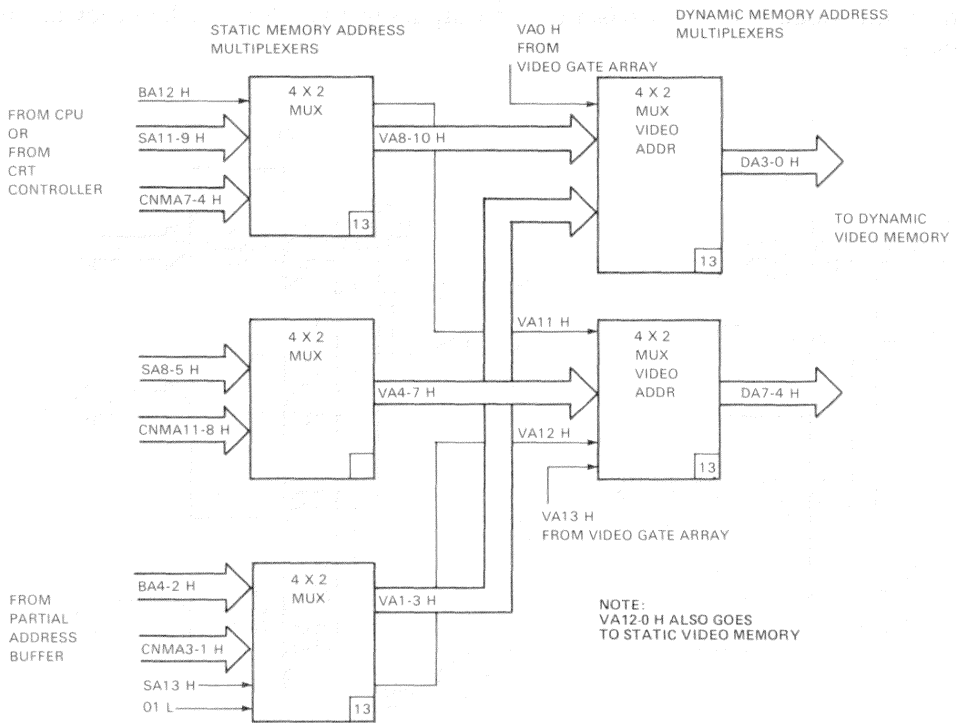 STATIC MEMORY ADDRESS
MULTIPLEXERS
VA0 H
FROM
VIDEO GATE ARRAY
DYNAMIC MEMORY ADDRESS
MULTIPLEXERS
FROM CPU
OR
FROM
CRT
CONTROLLER
BA12 H
SA11-9 H
CNMA7-4 H
4 X 2
MUX
13
VA8-10 H
4 X 2
MUX
VIDEO
ADDR
13
DA3-0 H
TO DYNAMIC
VIDEO MEMORY
SA8-5 H
CNMA11-8 H
4 X 2
MUX
VA4-7 H
VA11 H
VA12 H
4 X 2
MUX
VIDEO
ADDR
13
DA7-4 H
VA13 H
FROM VIDEO GATE ARRAY
FROM
PARTIAL
ADDRESS
BUFFER
BA4-2 H
CNMA3-1 H
SA13 H
01 L
4 X 2
MUX
13
VA1-3 H
NOTE:
VA12-0 H ALSO GOES
TO STATIC VIDEO MEMORY